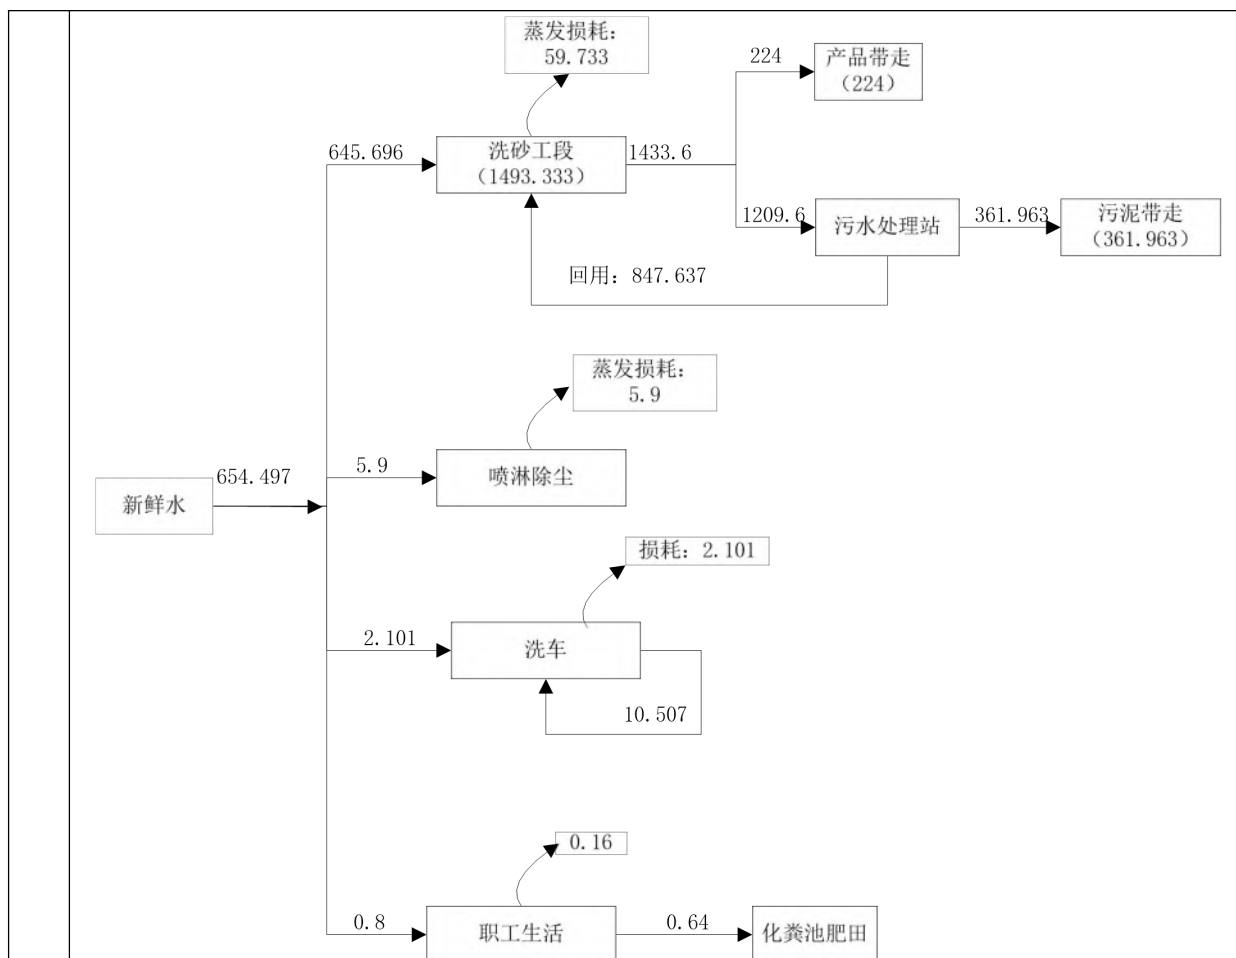 蒸发损耗：
59.733
224
产品带走
（224）
645.696
洗砂工段
（1493.333）
1433.6
1209.6
污水处理站
361.963
污泥带走
（361.963）
回用：847.637
蒸发损耗：
5.9
新鲜水
654.497
5.9
喷淋除尘
损耗：2.101
2.101
洗车
10.507
0.16
0.8
职工生活
0.64
化粪池肥田